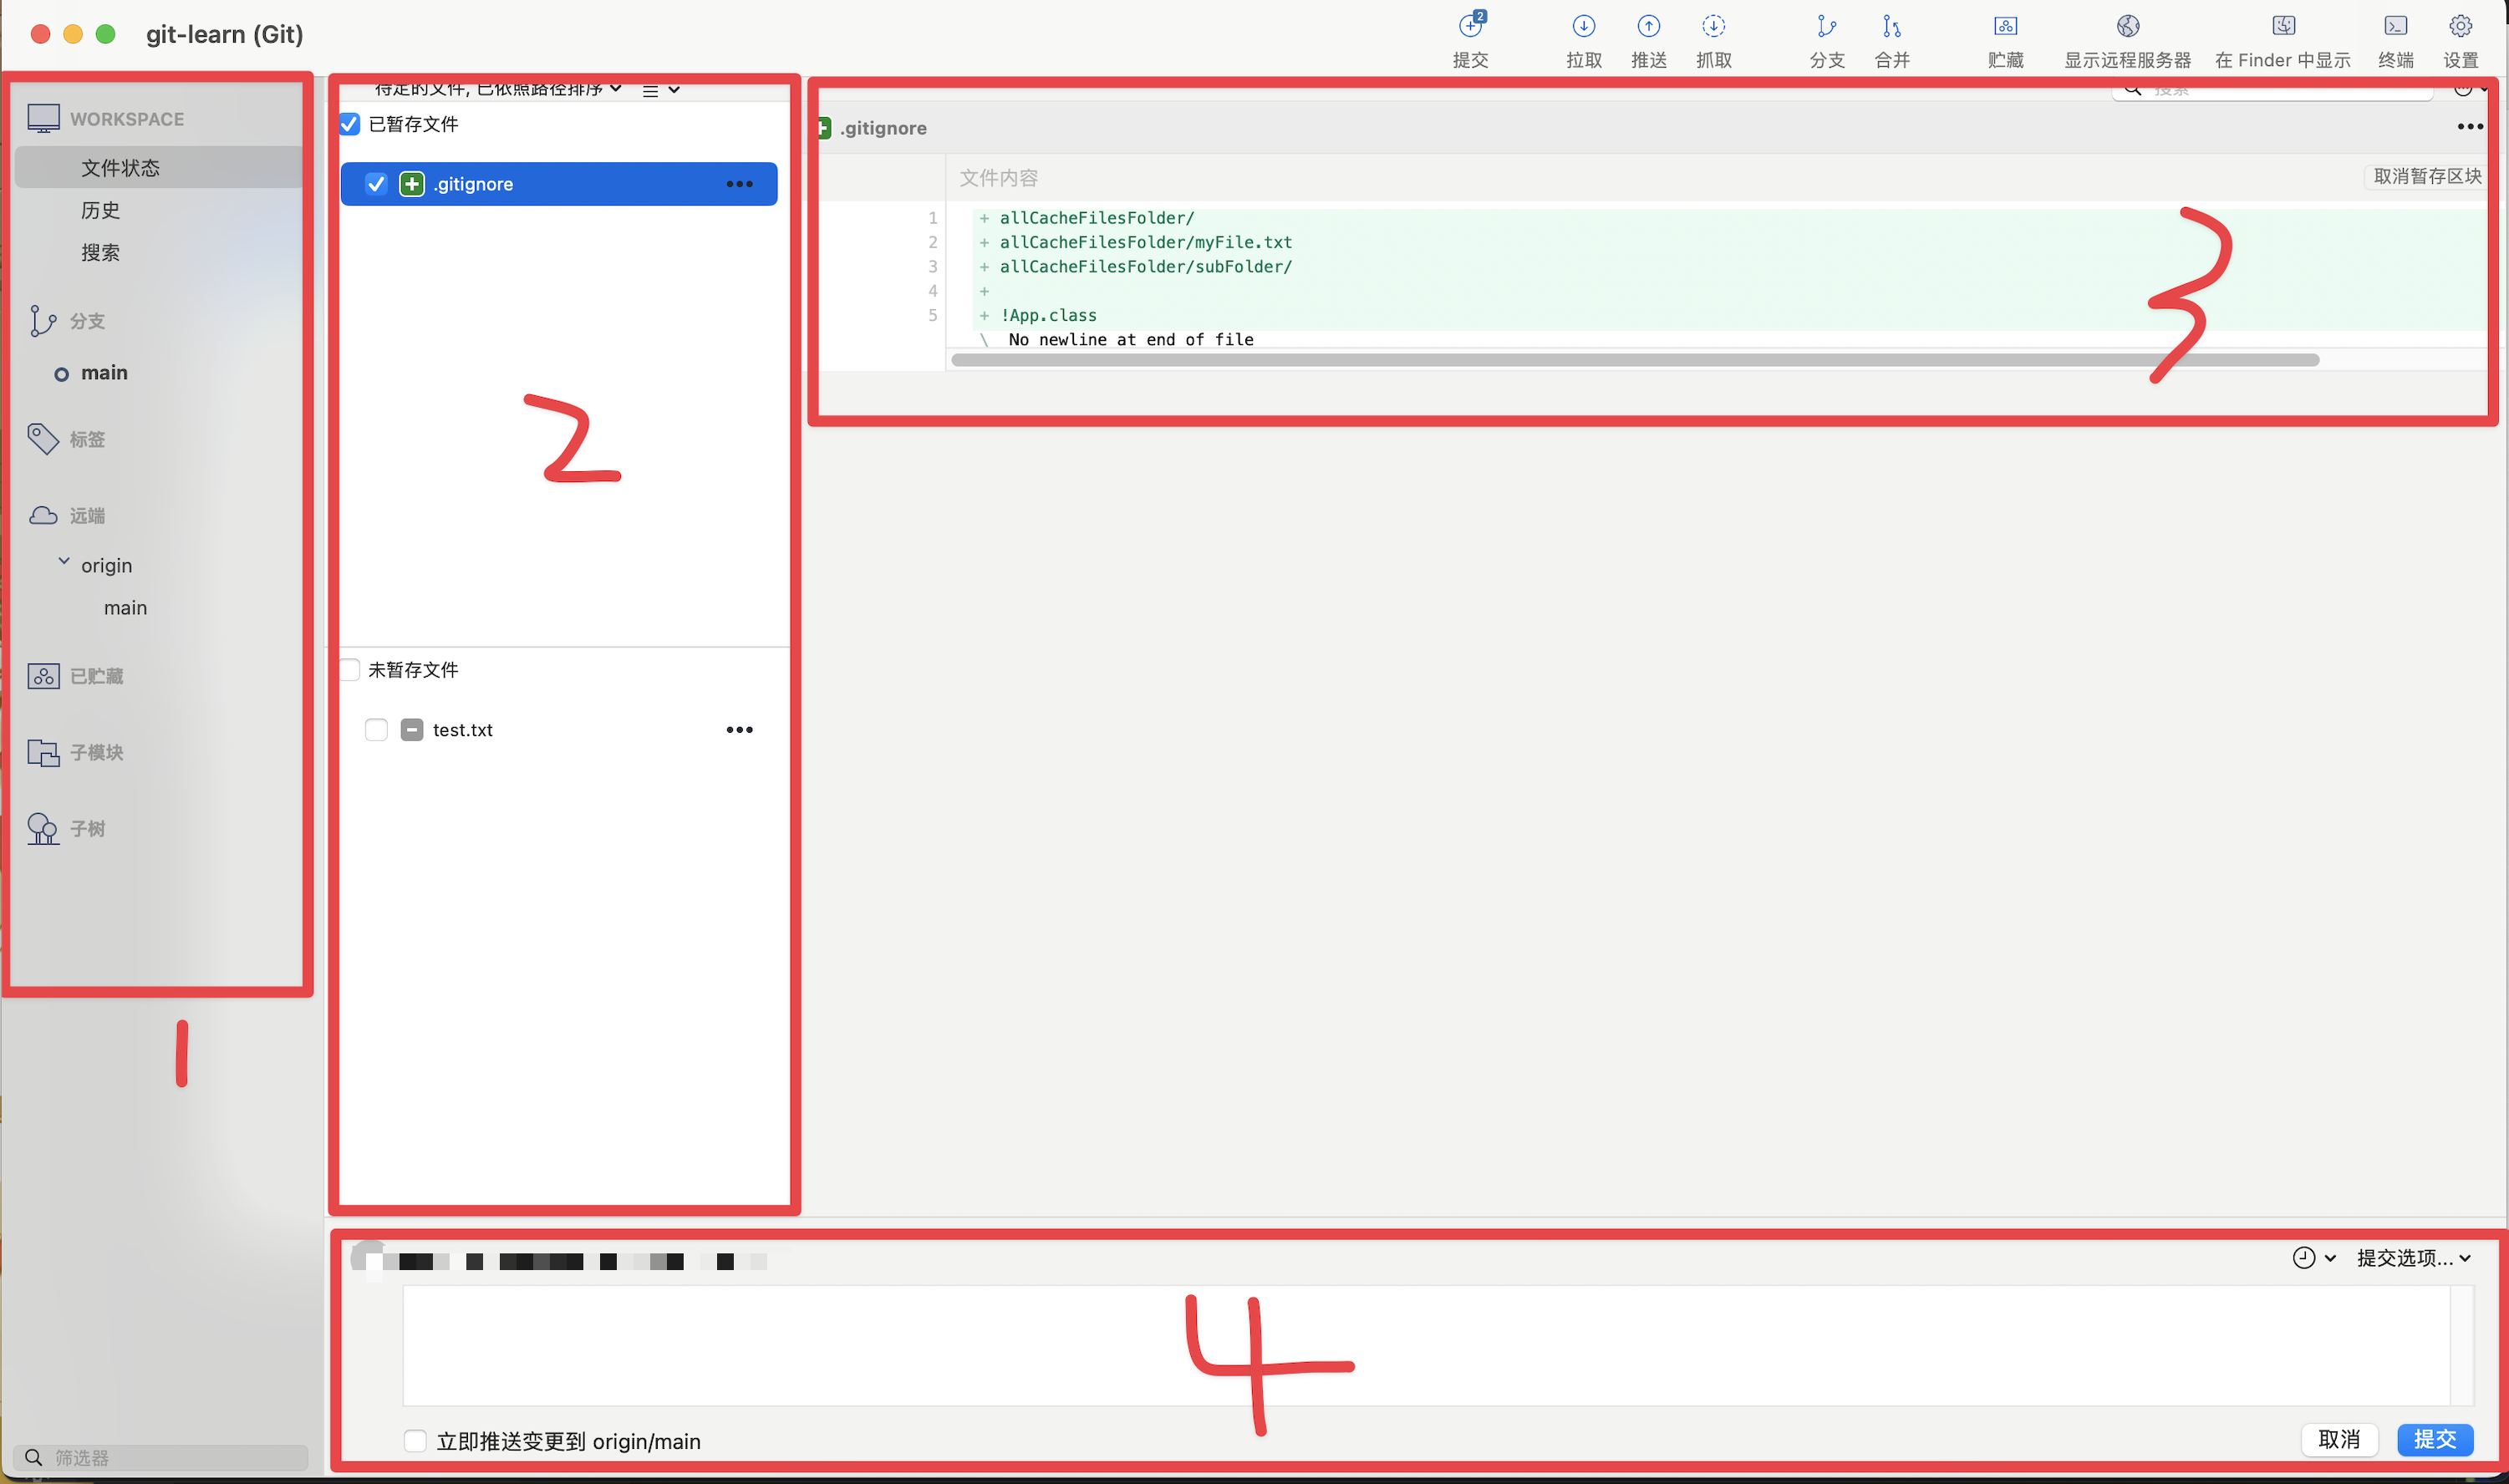 git-learn (Git)
2
提交
拉取
推送
抓取
分支
合并
贮藏
显示远程服务器
在 Finder 中显示
终端
设置
WORKSPACE
文件状态
历史
搜索
分支
main
标签
远端
origin
main
已贮藏
子模块
子树
筛选器
1
待定的文件, 已依照路径排序
已暂存文件
.gitignore
2
未暂存文件
test.txt
搜索
.gitignore
文件内容
取消暂存区块
1 + allCacheFilesFolder/
2 + allCacheFilesFolder/myFile.txt
3 + allCacheFilesFolder/subFolder/
4 +
5 + !App.class
\ No newline at end of file
3
提交选项...
4
立即推送变更到 origin/main
取消
提交